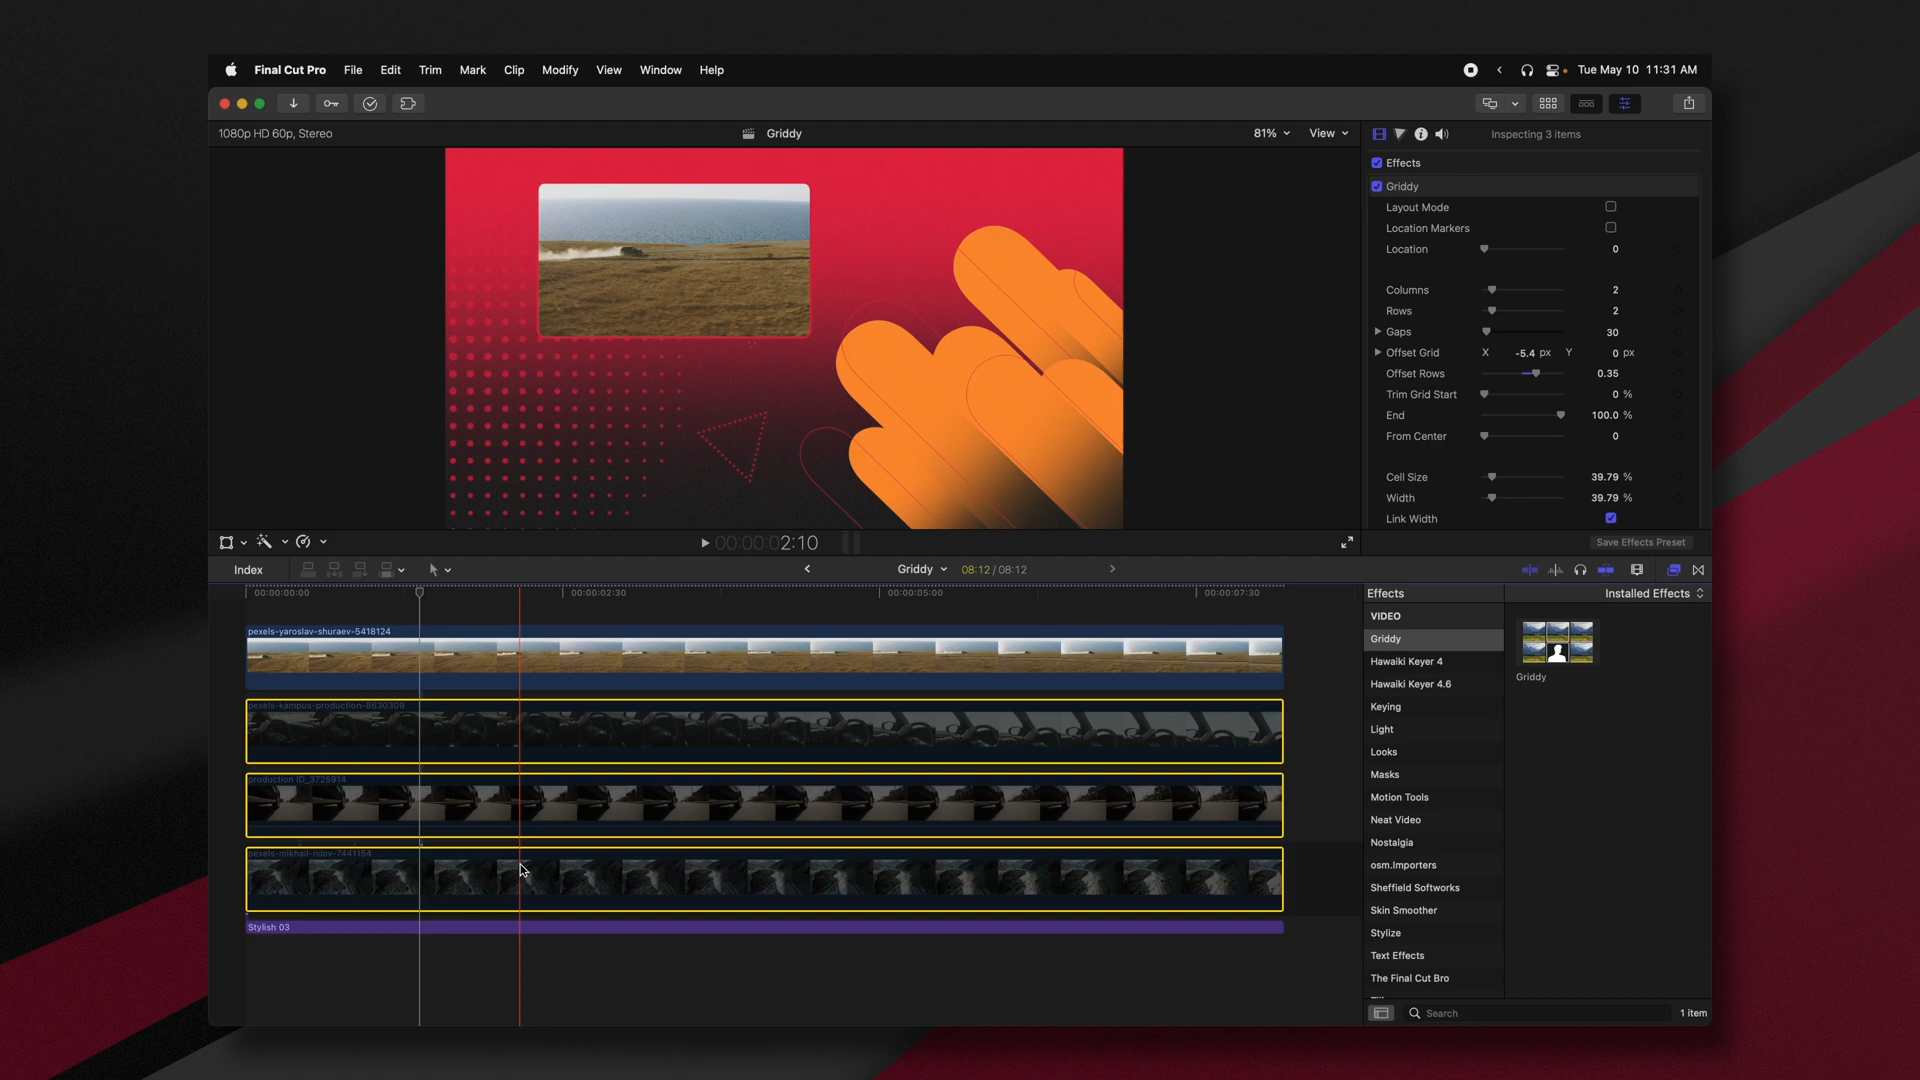 Final Cut Pro File Edit Trim Mark Clip Modify View Window Help
Tue May 10 11:31 AM
1080p HD 60p, Stereo
Griddy
81%
View
Inspecting 3 items
Effects
Griddy
Layout Mode
Location Markers
Location 0
Columns 2
Rows 2
Gaps 30
Offset Grid X -5.4 px Y 0 px
Offset Rows 0.35
Trim Grid Start 0 %
End 100.0 %
From Center 0
Cell Size 39.79 %
Width 39.79 %
Link Width
Save Effects Preset
00:00:02:10
Index
Griddy
08:12 / 08:12
00:00:00:00
00:00:02:30
00:00:05:00
00:00:07:30
pexels-yaroslav-shuraev-5418124
pexels-kampus-production-8630309
production ID_3725914
pexels-mikhail-nilov-7441154
Stylish 03
Effects
Installed Effects
VIDEO
Griddy
Hawaiki Keyer 4
Hawaiki Keyer 4.6
Keying
Light
Looks
Masks
Motion Tools
Neat Video
Nostalgia
osm.Importers
Sheffield Softworks
Skin Smoother
Stylize
Text Effects
The Final Cut Bro
Griddy
Search
1 item